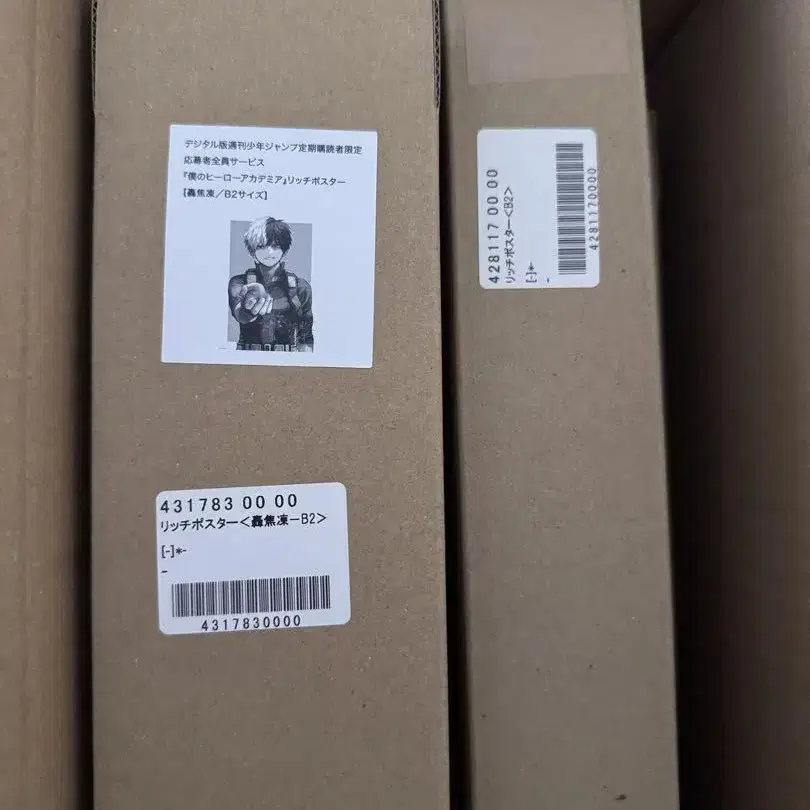 デジタル版週刊少年ジャンプ定期購読者限定
応募者全員サービス
『僕のヒーローアカデミア』リッチポスター
[轟焦凍／B2サイズ]
431783 00 00
リッチポスター＜轟焦凍ーB2＞
[-]*-
-
4317830000
428117 00 00
リッチポスター＜B2＞
[-]*-
-
4281170000